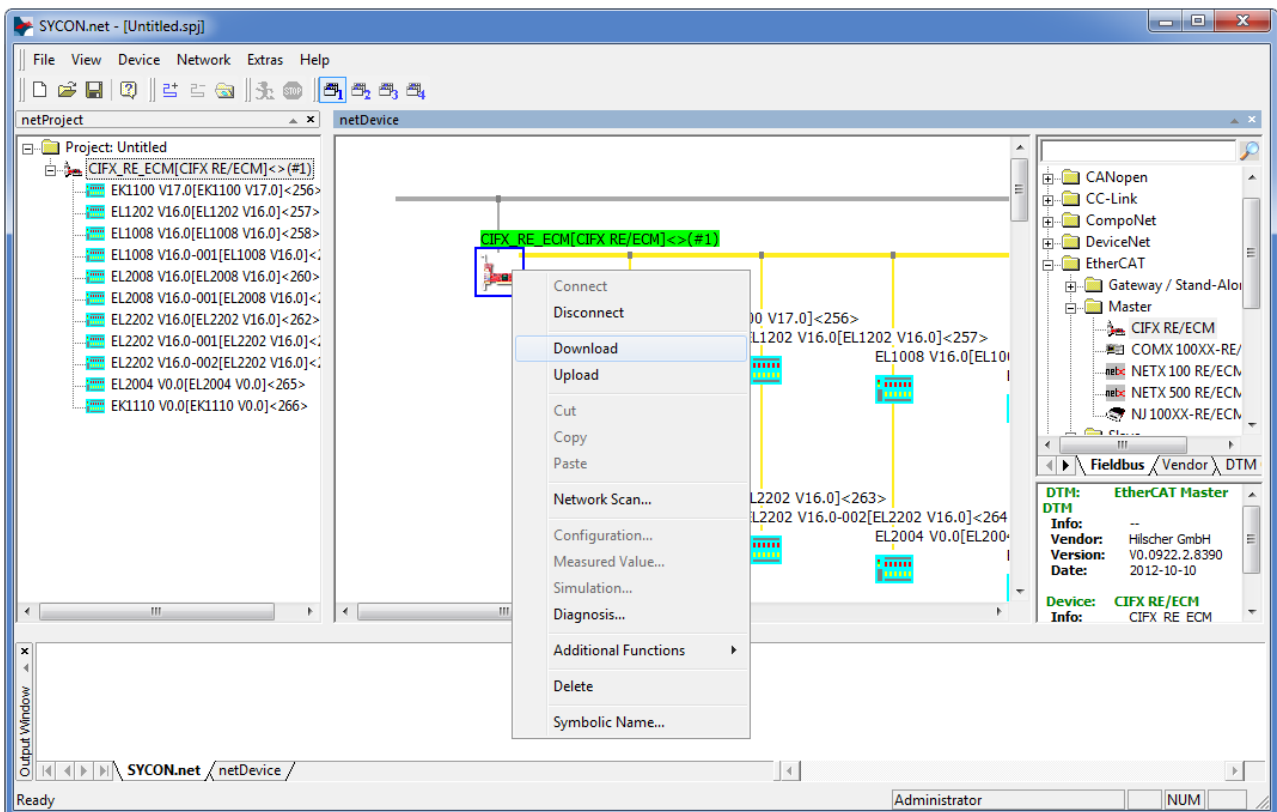 SYCON.net - [Untitled.spj]
File View Device Network Extras Help
netProject
netDevice
Project: Untitled
CIFX_RE_ECM[CIFX RE/ECM]<>(#1)
EK1100 V17.0[EK1100 V17.0]<256>
EL1202 V16.0[EL1202 V16.0]<257>
EL1008 V16.0[EL1008 V16.0]<258>
EL1008 V16.0-001[EL1008 V16.0]<2
EL2008 V16.0[EL2008 V16.0]<260>
EL2008 V16.0-001[EL2008 V16.0]<2
EL2202 V16.0[EL2202 V16.0]<262>
EL2202 V16.0-001[EL2202 V16.0]<2
EL2202 V16.0-002[EL2202 V16.0]<2
EL2004 V0.0[EL2004 V0.0]<265>
EK1110 V0.0[EK1110 V0.0]<266>
CIFX_RE_ECM[CIFX RE/ECM]<>(#1)
00 V17.0]<256>
EL1202 V16.0[EL1202 V16.0]<257>
EL1008 V16.0[EL10
L2202 V16.0]<263>
EL2202 V16.0-002[EL2202 V16.0]<264
EL2004 V0.0[EL200
Connect
Disconnect
Download
Upload
Cut
Copy
Paste
Network Scan...
Configuration...
Measured Value...
Simulation...
Diagnosis...
Additional Functions
Delete
Symbolic Name...
CANopen
CC-Link
CompoNet
DeviceNet
EtherCAT
Gateway / Stand-Alo
Master
CIFX RE/ECM
COMX 100XX-RE/
NETX 100 RE/ECM
NETX 500 RE/ECM
NJ 100XX-RE/ECM
Fieldbus Vendor DTM
DTM: EtherCAT Master
DTM
Info: --
Vendor: Hilscher GmbH
Version: V0.0922.2.8390
Date: 2012-10-10
Device: CIFX RE/ECM
Info: CIFX RE ECM
Output Window
SYCON.net netDevice
Ready
Administrator
NUM